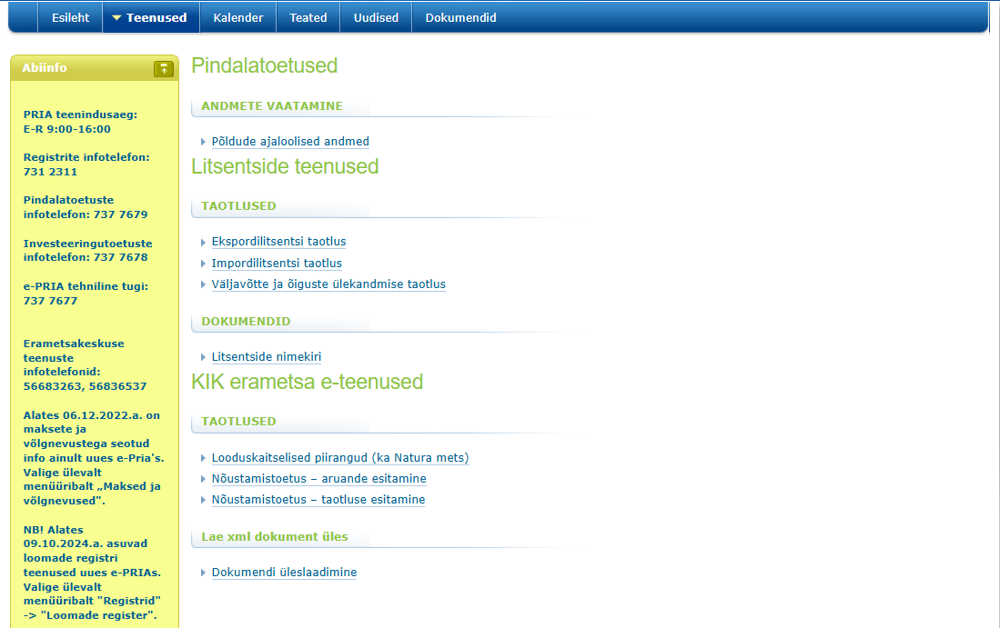 Esileht
Teenused
Kalender
Teated
Uudised
Dokumendid
Abiinfo
PRIA teenindusaeg:
E-R 9:00-16:00
Registrite infotelefon:
731 2311
Pindalatoetuste
infotelefon: 737 7679
Investeeringutoetuste
infotelefon: 737 7678
e-PRIA tehniline tugi:
737 7677
Erametsakeskuse
teenuste
infotelefonid:
56683263, 56836537
Alates 06.12.2022.a. on
maksete ja
võlgnevustega seotud
info ainult uues e-Pria's.
Valige ülevalt
menüüribalt „Maksed ja
võlgnevused".
NB! Alates
09.10.2024.a. asuvad
loomade registri
teenused uues e-PRIAs.
Valige ülevalt
menüüribalt "Registrid"
-> "Loomade register".
Pindalatoetused
ANDMETE VAATAMINE
Põldude ajaloolised andmed
Litsentside teenused
TAOTLUSED
Ekspordilitsentsi taotlus
Impordilitsentsi taotlus
Väljavõtte ja õiguste ülekandmise taotlus
DOKUMENDID
Litsentside nimekiri
KIK erametsa e-teenused
TAOTLUSED
Looduskaitselised piirangud (ka Natura mets)
Nõustamistoetus – aruande esitamine
Nõustamistoetus – taotluse esitamine
Lae xml dokument üles
Dokumendi üleslaadimine